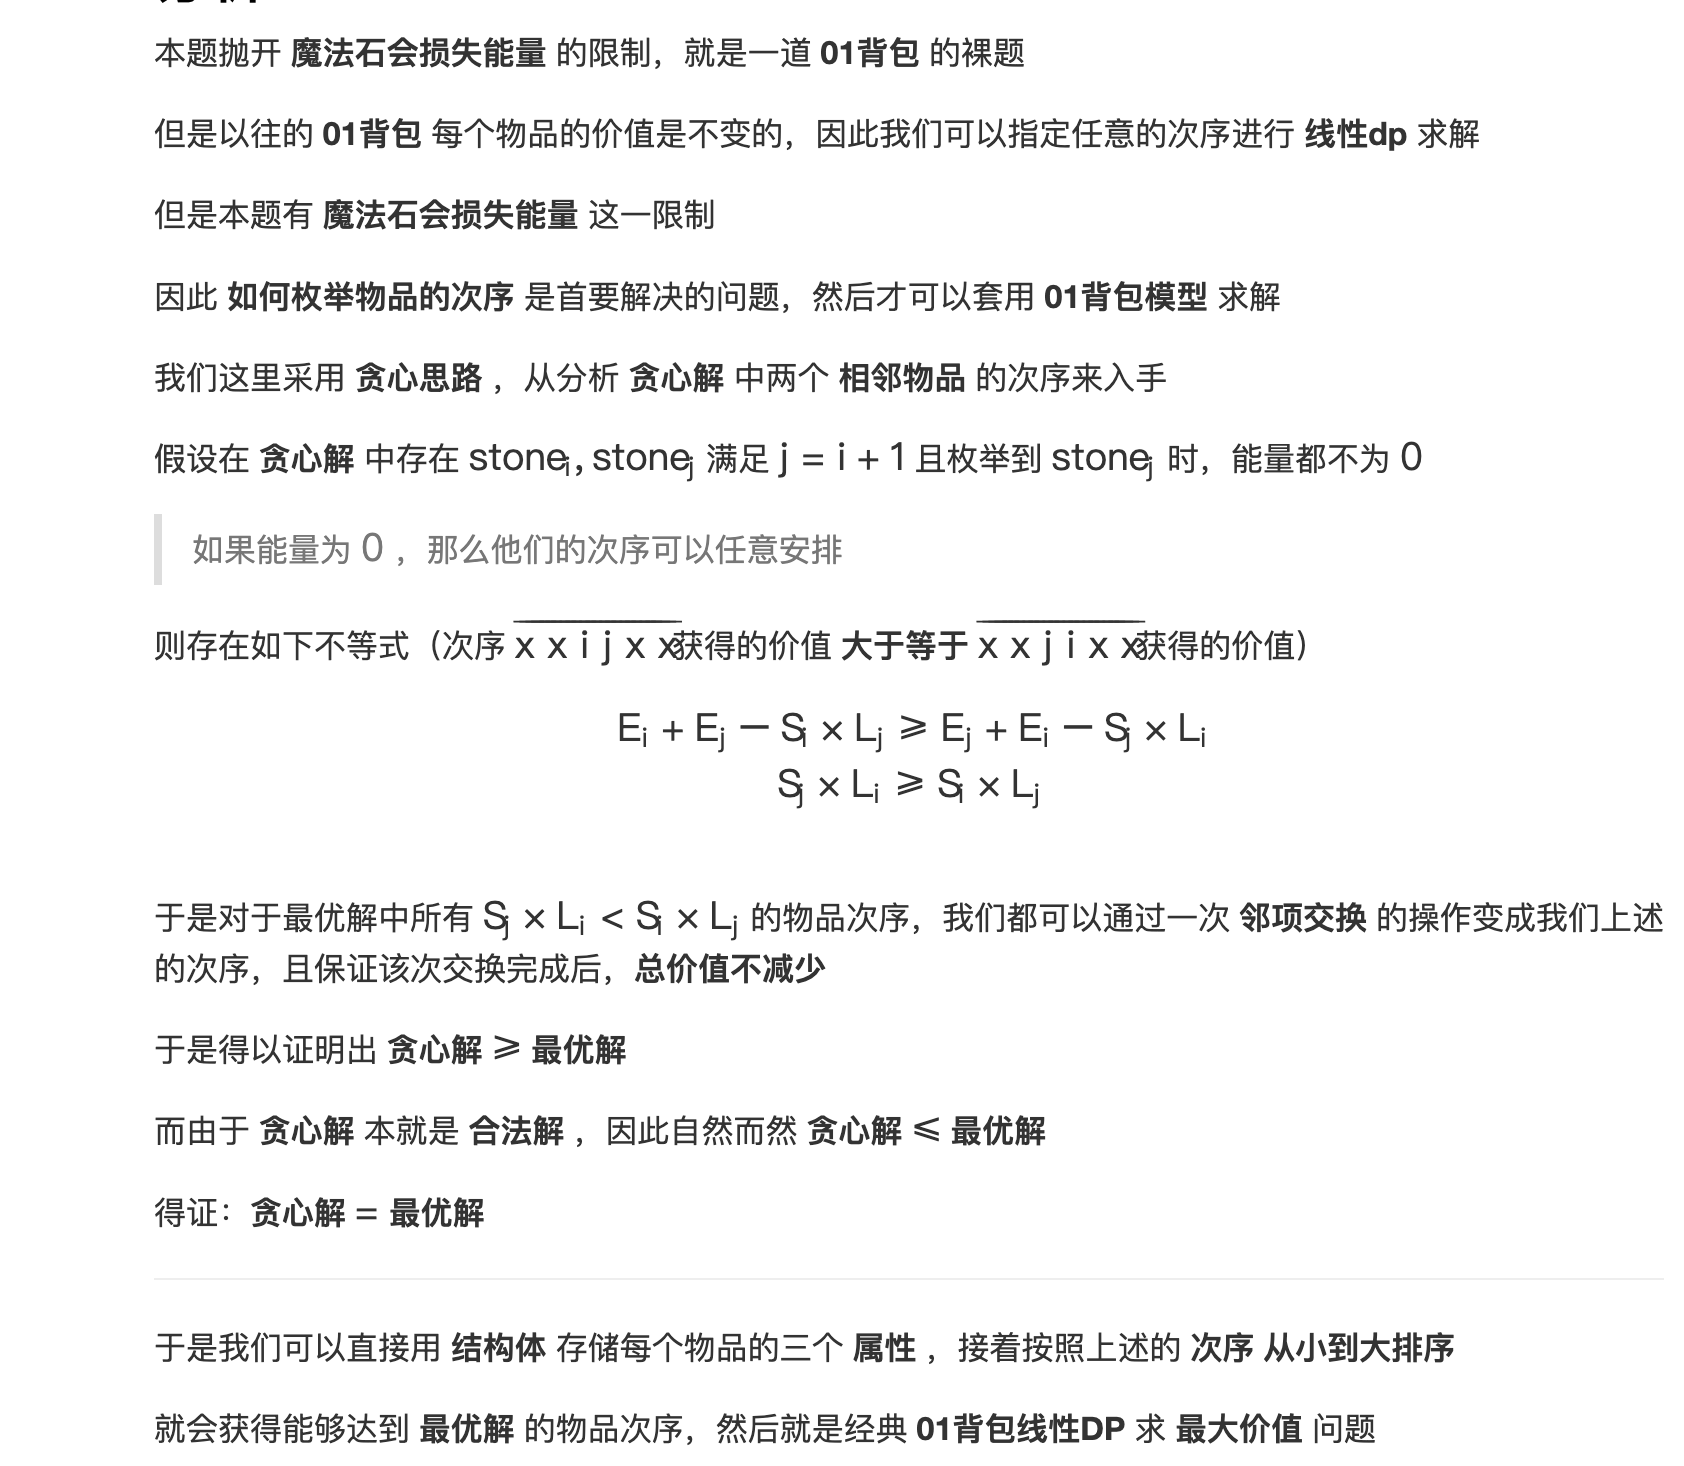 本题抛开 魔法石会损失能量 的限制，就是一道 01背包 的裸题
但是以往的 01背包 每个物品的价值是不变的，因此我们可以指定任意的次序进行 线性dp 求解
但是本题有 魔法石会损失能量 这一限制
因此 如何枚举物品的次序 是首要解决的问题，然后才可以套用 01背包模型 求解
我们这里采用 贪心思路 ，从分析 贪心解 中两个 相邻物品 的次序来入手
假设在 贪心解 中存在 stone_i, stone_j 满足 j = i + 1 且枚举到 stone_j 时，能量都不为 0
如果能量为 0 ，那么他们的次序可以任意安排
则存在如下不等式（次序 x x i j x x获得的价值 大于等于 x x j i x x获得的价值）
E_i + E_j − S_i × L_j ⩾ E_j + E_i − S_j × L_i
S_j × L_i ⩾ S_i × L_j
于是对于最优解中所有 S_j × L_i < S_i × L_j 的物品次序，我们都可以通过一次 邻项交换 的操作变成我们上述
的次序，且保证该次交换完成后，总价值不减少
于是得以证明出 贪心解 ⩾ 最优解
而由于 贪心解 本就是 合法解 ，因此自然而然 贪心解 ⩽ 最优解
得证：贪心解 = 最优解
于是我们可以直接用 结构体 存储每个物品的三个 属性 ，接着按照上述的 次序 从小到大排序
就会获得能够达到 最优解 的物品次序，然后就是经典 01背包线性DP 求 最大价值 问题